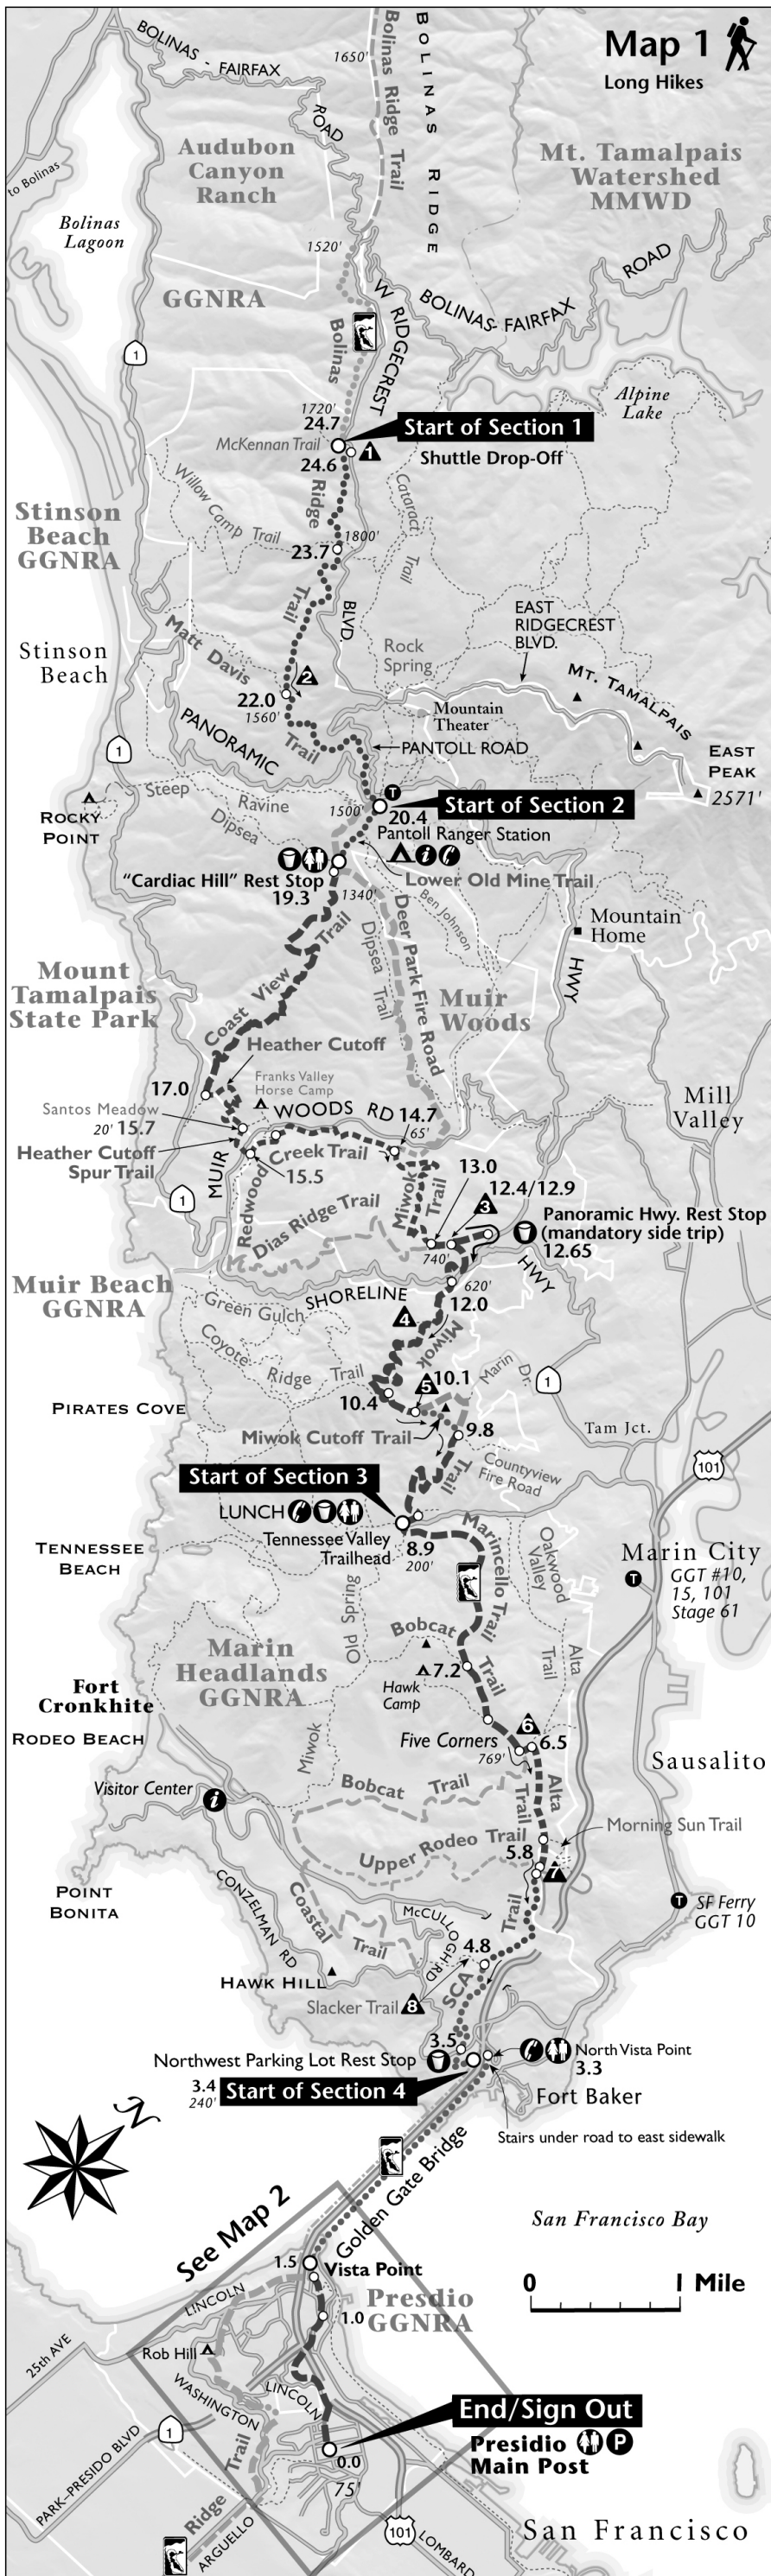 Map 1
Long Hikes
BOLINAS - FAIRFAX
ROAD
1650'
Bolinas Ridge Trail
BOLINAS RIDGE
Audubon
Canyon
Ranch
Mt. Tamalpais
Watershed
MMWD
to Bolinas
Bolinas
Lagoon
1520'
GGNRA
W RIDGECREST
BOLINAS-FAIRFAX
ROAD
1
Bolinas
Alpine
Lake
1720'
24.7
Start of Section 1
McKennan Trail
1
24.6
Shuttle Drop-Off
Willow Camp Trail
Ridge
Cataract
Trail
Stinson
Beach
GGNRA
1800'
23.7
Trail
BLVD.
EAST
RIDGECREST
BLVD.
Stinson
Beach
Matt Davis
Rock
Spring
MT. TAMALPAIS
2
22.0
1560'
Mountain
Theater
PANORAMIC
Trail
PANTOLL ROAD
1
EAST
PEAK
2571'
Steep
Ravine
T
Start of Section 2
ROCKY
POINT
1500'
20.4
Dipsea
Pantoll Ranger Station
i
Lower Old Mine Trail
"Cardiac Hill" Rest Stop
19.3
1340'
Ben Johnson
Trail
Deer Park Fire Road
Dipsea
Trail
Mountain
Home
Mount
Tamalpais
State Park
Coast View
HWY
Muir
Woods
Heather Cutoff
17.0
Franks Valley
Horse Camp
Mill
Valley
Santos Meadow
20' 15.7
WOODS RD
14.7
65'
Heather Cutoff
Spur Trail
MUIR
Creek Trail
15.5
Redwood
13.0
1
Miwok
Trail
12.4/12.9
3
Panoramic Hwy. Rest Stop
(mandatory side trip)
12.65
Dias Ridge Trail
740'
HWY
Muir Beach
GGNRA
620'
SHORELINE
12.0
Green Gulch
4
Miwok
Coyote
Ridge Trail
10.1
5
Marin
Dr.
1
PIRATES COVE
10.4
Miwok Cutoff Trail
9.8
Tam Jct.
101
Start of Section 3
Trail
Countyview
Fire Road
LUNCH
Tennessee Valley
Trailhead
8.9
200'
TENNESSEE
BEACH
Marincello Trail
Oakwood
Valley
Marin City
T
GGT #10,
15, 101
Stage 61
Old Spring
Marin
Headlands
GGNRA
Bobcat
Trail
Alta
Trail
7.2
Hawk
Camp
Fort
Cronkhite
RODEO BEACH
Miwok
Five Corners
769'
6
6.5
Sausalito
Visitor Center
i
Bobcat Trail
Alta
Trail
Upper Rodeo Trail
Morning Sun Trail
5.8
7
POINT
BONITA
CONZELMAN RD
Coastal
Trail
McCULLOGH RD
Trail
T
SF Ferry
GGT 10
4.8
HAWK HILL
SCA
Slacker Trail
8
3.5
Northwest Parking Lot Rest Stop
North Vista Point
3.3
3.4
240'
Start of Section 4
Fort Baker
N
Stairs under road to east sidewalk
Golden Gate Bridge
See Map 2
San Francisco Bay
1.5
Vista Point
0
1 Mile
LINCOLN
1.0
Presdio
GGNRA
25th AVE
Rob Hill
WASHINGTON
LINCOLN
End/Sign Out
1
Presidio
P
Main Post
0.0
75'
PARK-PRESIDO BLVD
Ridge
Trail
ARGUELLO
101
LOMBARD
San Francisco